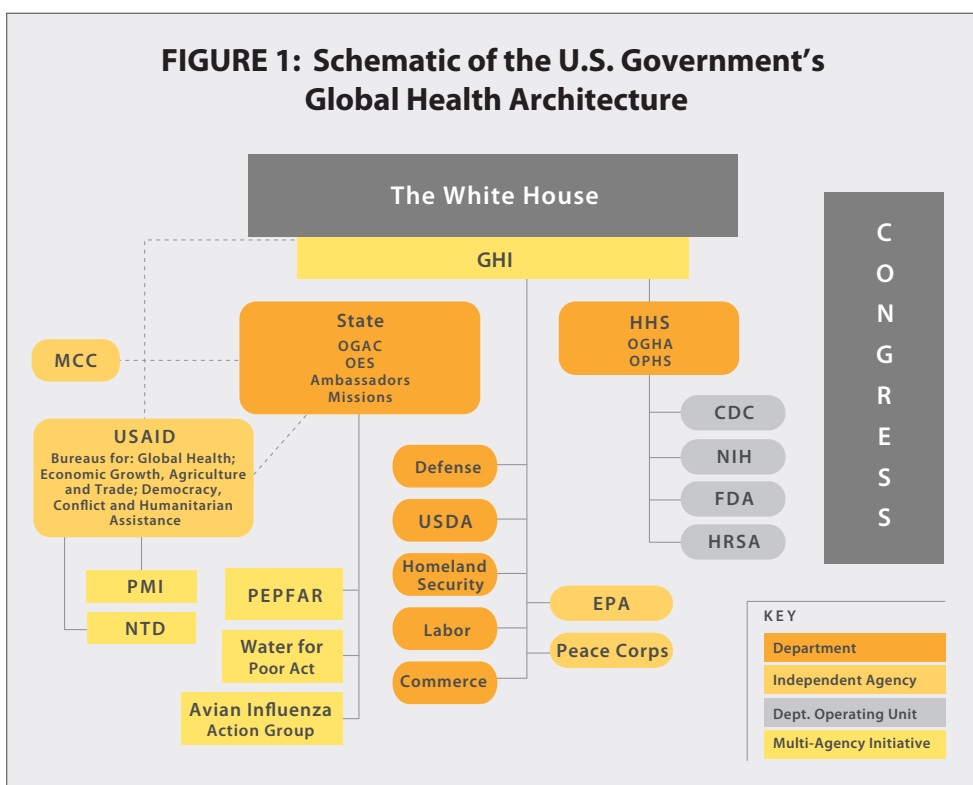 FIGURE 1: Schematic of the U.S. Government's
Global Health Architecture
The White House
GHI
CONGRESS
State
OGAC
OES
Ambassadors
Missions
HHS
OGHA
OPHS
MCC
CDC
NIH
FDA
HRSA
USAID
Bureaus for: Global Health;
Economic Growth, Agriculture
and Trade; Democracy,
Conflict and Humanitarian
Assistance
Defense
USDA
Homeland
Security
Labor
Commerce
PMI
NTD
PEPFAR
Water for
Poor Act
Avian Influenza
Action Group
EPA
Peace Corps
KEY
Department
Independent Agency
Dept. Operating Unit
Multi-Agency Initiative